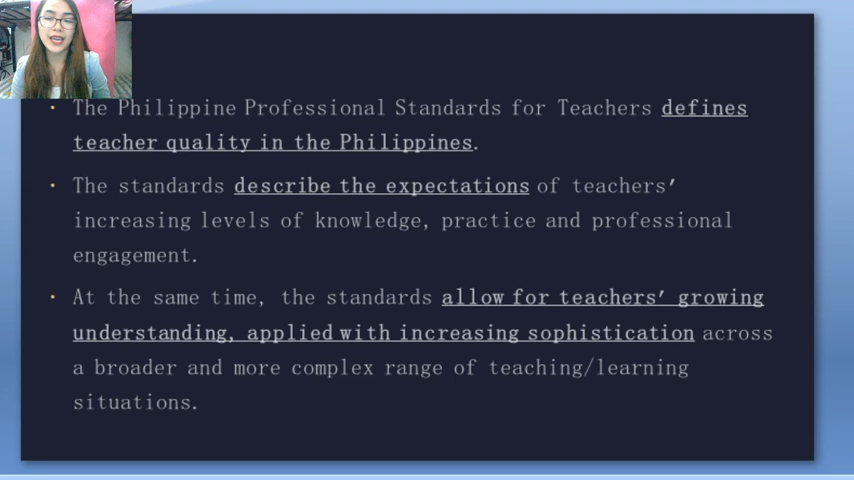 • The Philippine Professional Standards for Teachers defines
teacher quality in the Philippines.
• The standards describe the expectations of teachers′
increasing levels of knowledge, practice and professional
engagement.
• At the same time, the standards allow for teachers′ growing
understanding, applied with increasing sophistication across
a broader and more complex range of teaching/learning
situations.